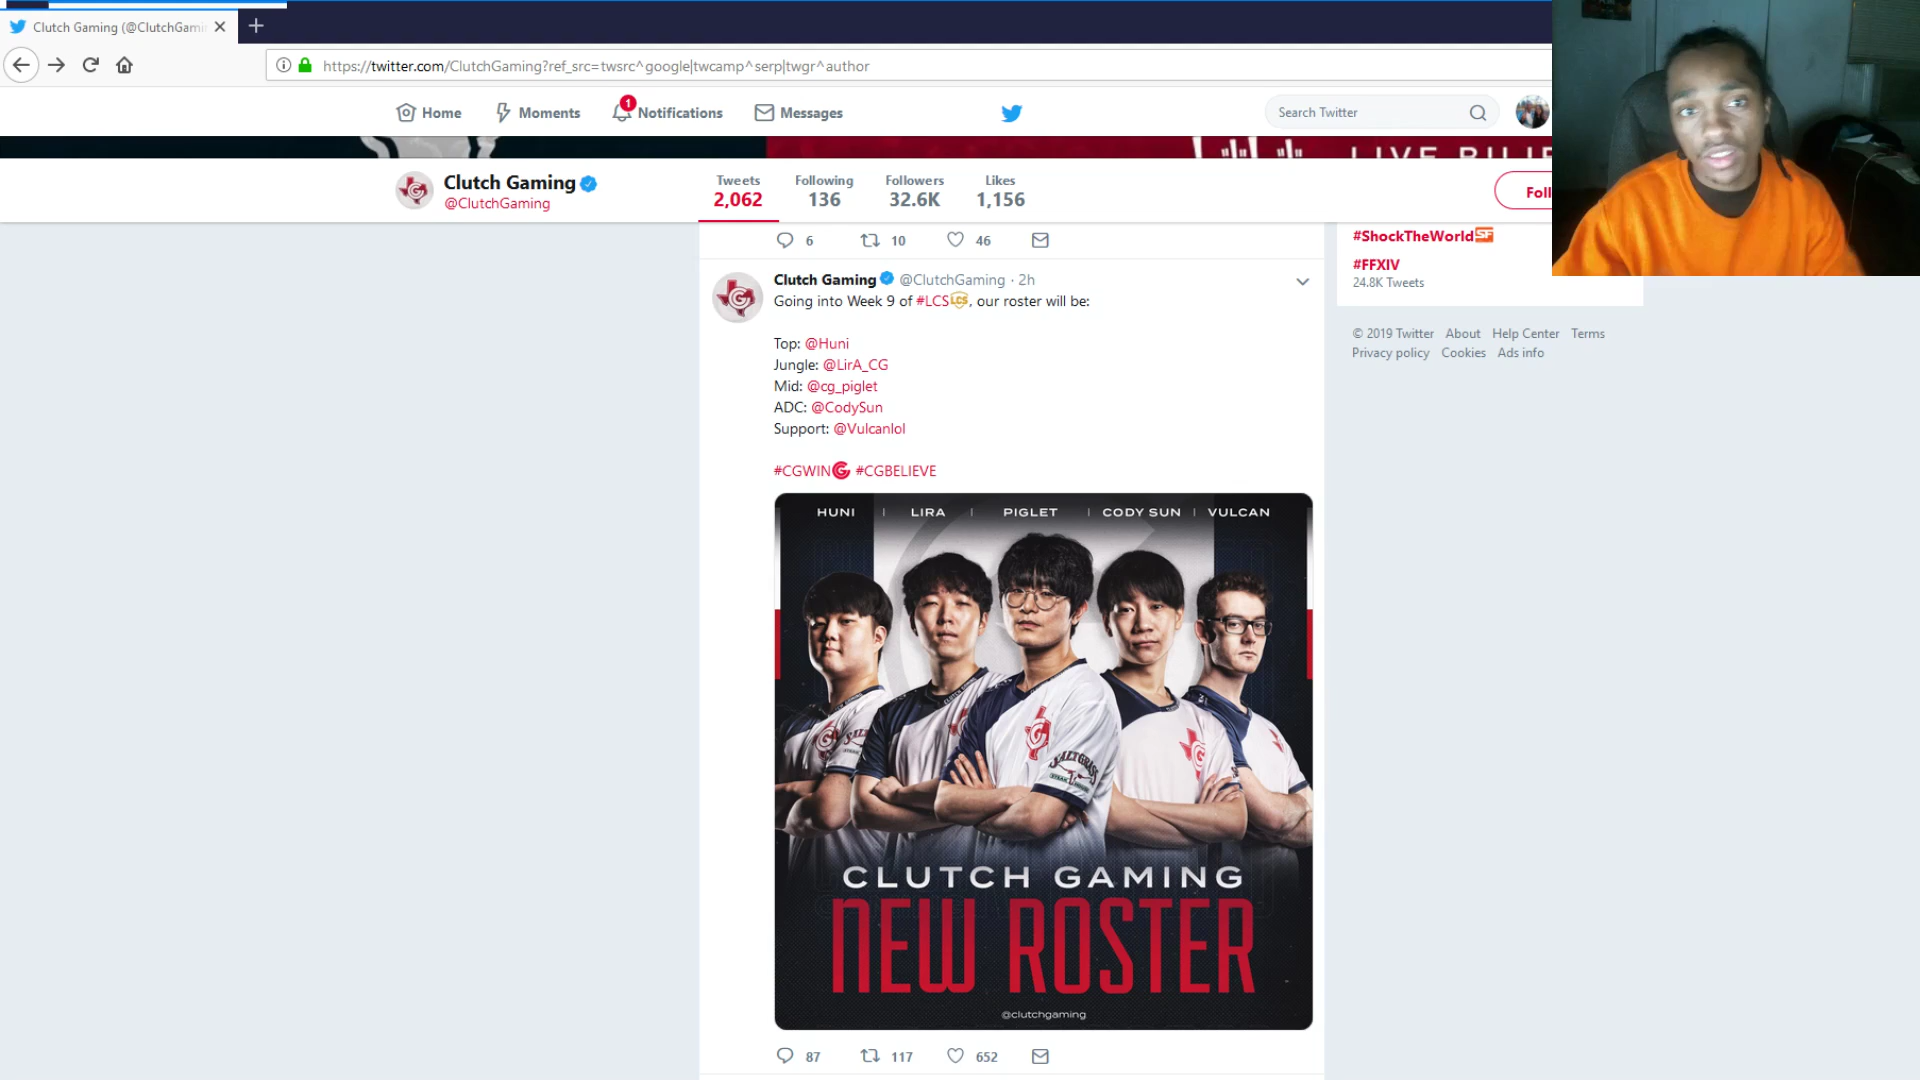 Clutch Gaming (@ClutchGami
https://twitter.com/ClutchGaming?ref_src=twsrc^google|twcamp^serp|twgr^author
Home
Moments
1
Notifications
Messages
Search Twitter
Clutch Gaming
@ClutchGaming
Tweets
2,062
Following
136
Followers
32.6K
Likes
1,156
Foll
6
10
46
#ShockTheWorld SF
#FFXIV
24.8K Tweets
© 2019 Twitter About Help Center Terms
Privacy policy Cookies Ads info
Clutch Gaming @ClutchGaming · 2h
Going into Week 9 of #LCS LCS, our roster will be:
Top: @Huni
Jungle: @LirA_CG
Mid: @cg_piglet
ADC: @CodySun
Support: @Vulcanlol
#CGWIN #CGBELIEVE
HUNI | LIRA | PIGLET | CODY SUN | VULCAN
CLUTCH GAMING
NEW ROSTER
@clutchgaming
87
117
652